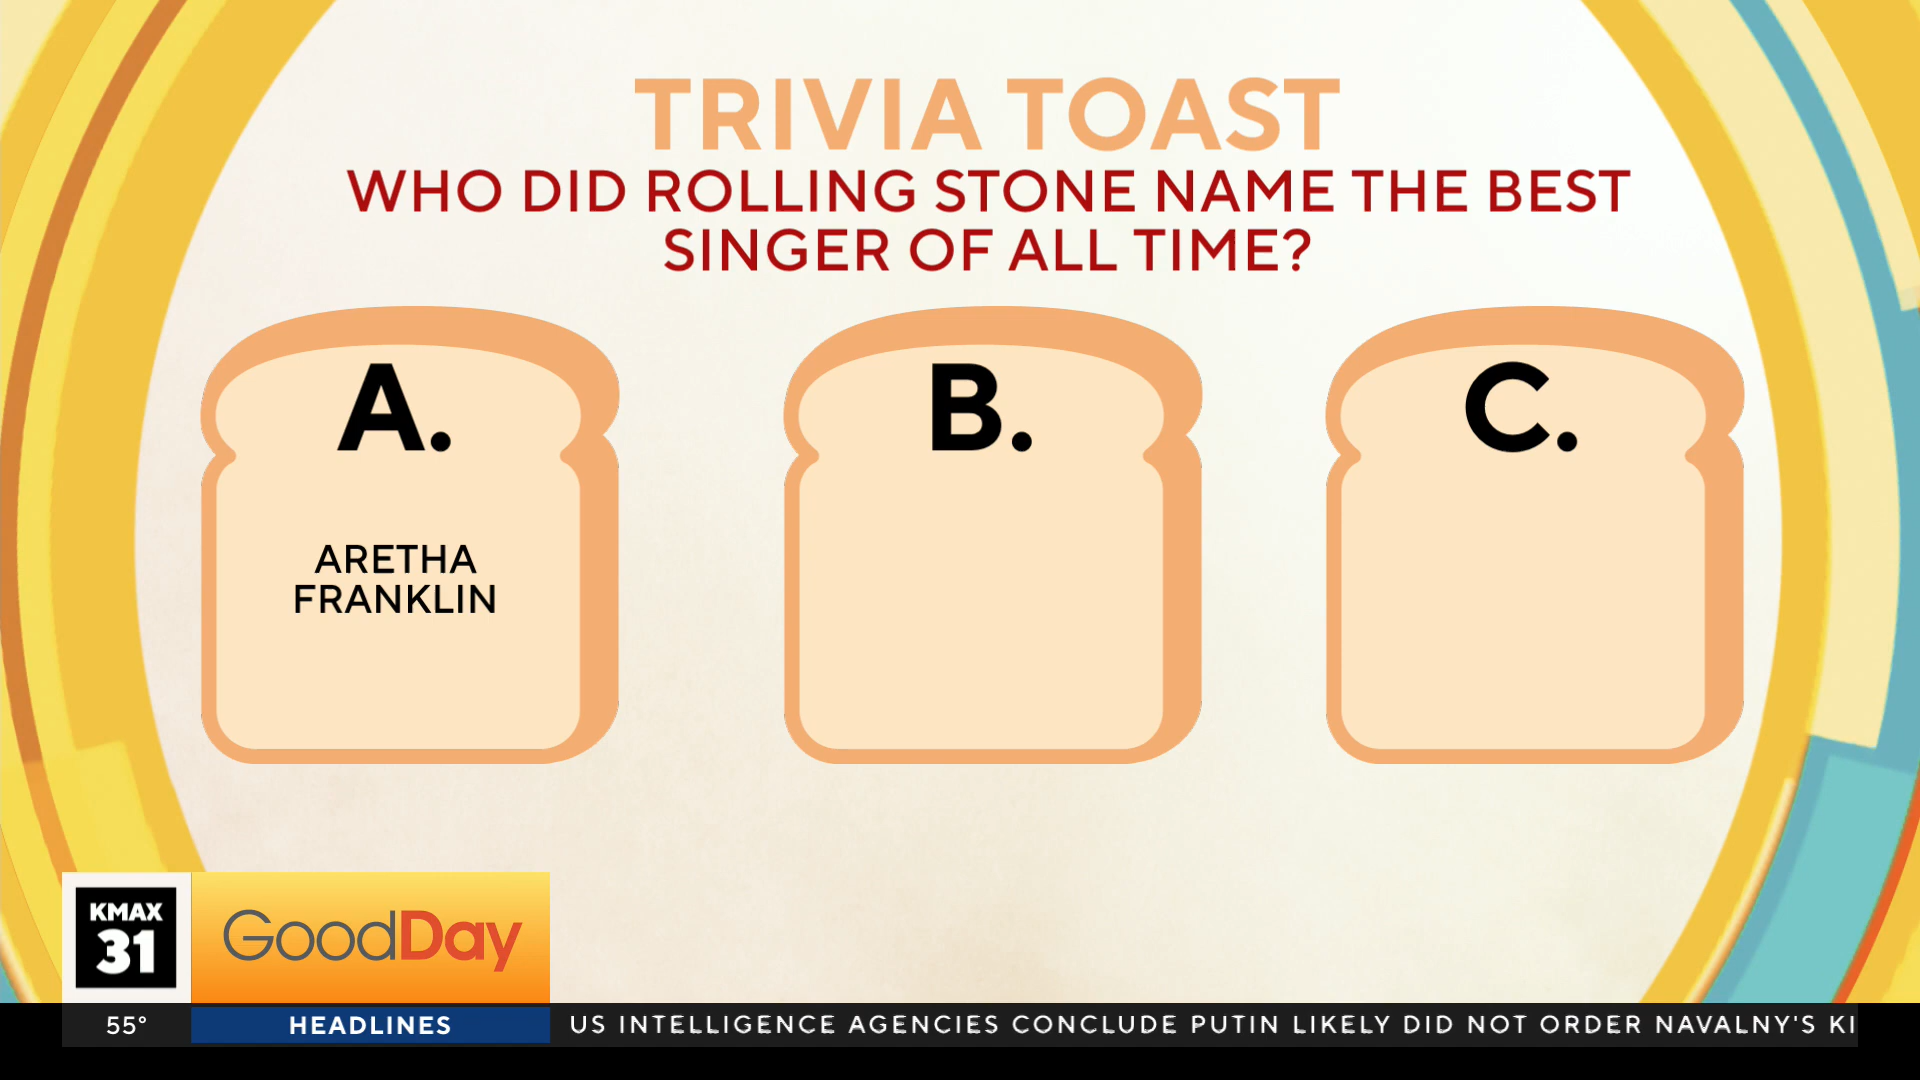 TRIVIA TOAST
WHO DID ROLLING STONE NAME THE BEST
SINGER OF ALL TIME?
A.
B.
C.
ARETHA
FRANKLIN
KMAX
31
GoodDay
55°
HEADLINES
US INTELLIGENCE AGENCIES CONCLUDE PUTIN LIKELY DID NOT ORDER NAVALNY'S KI